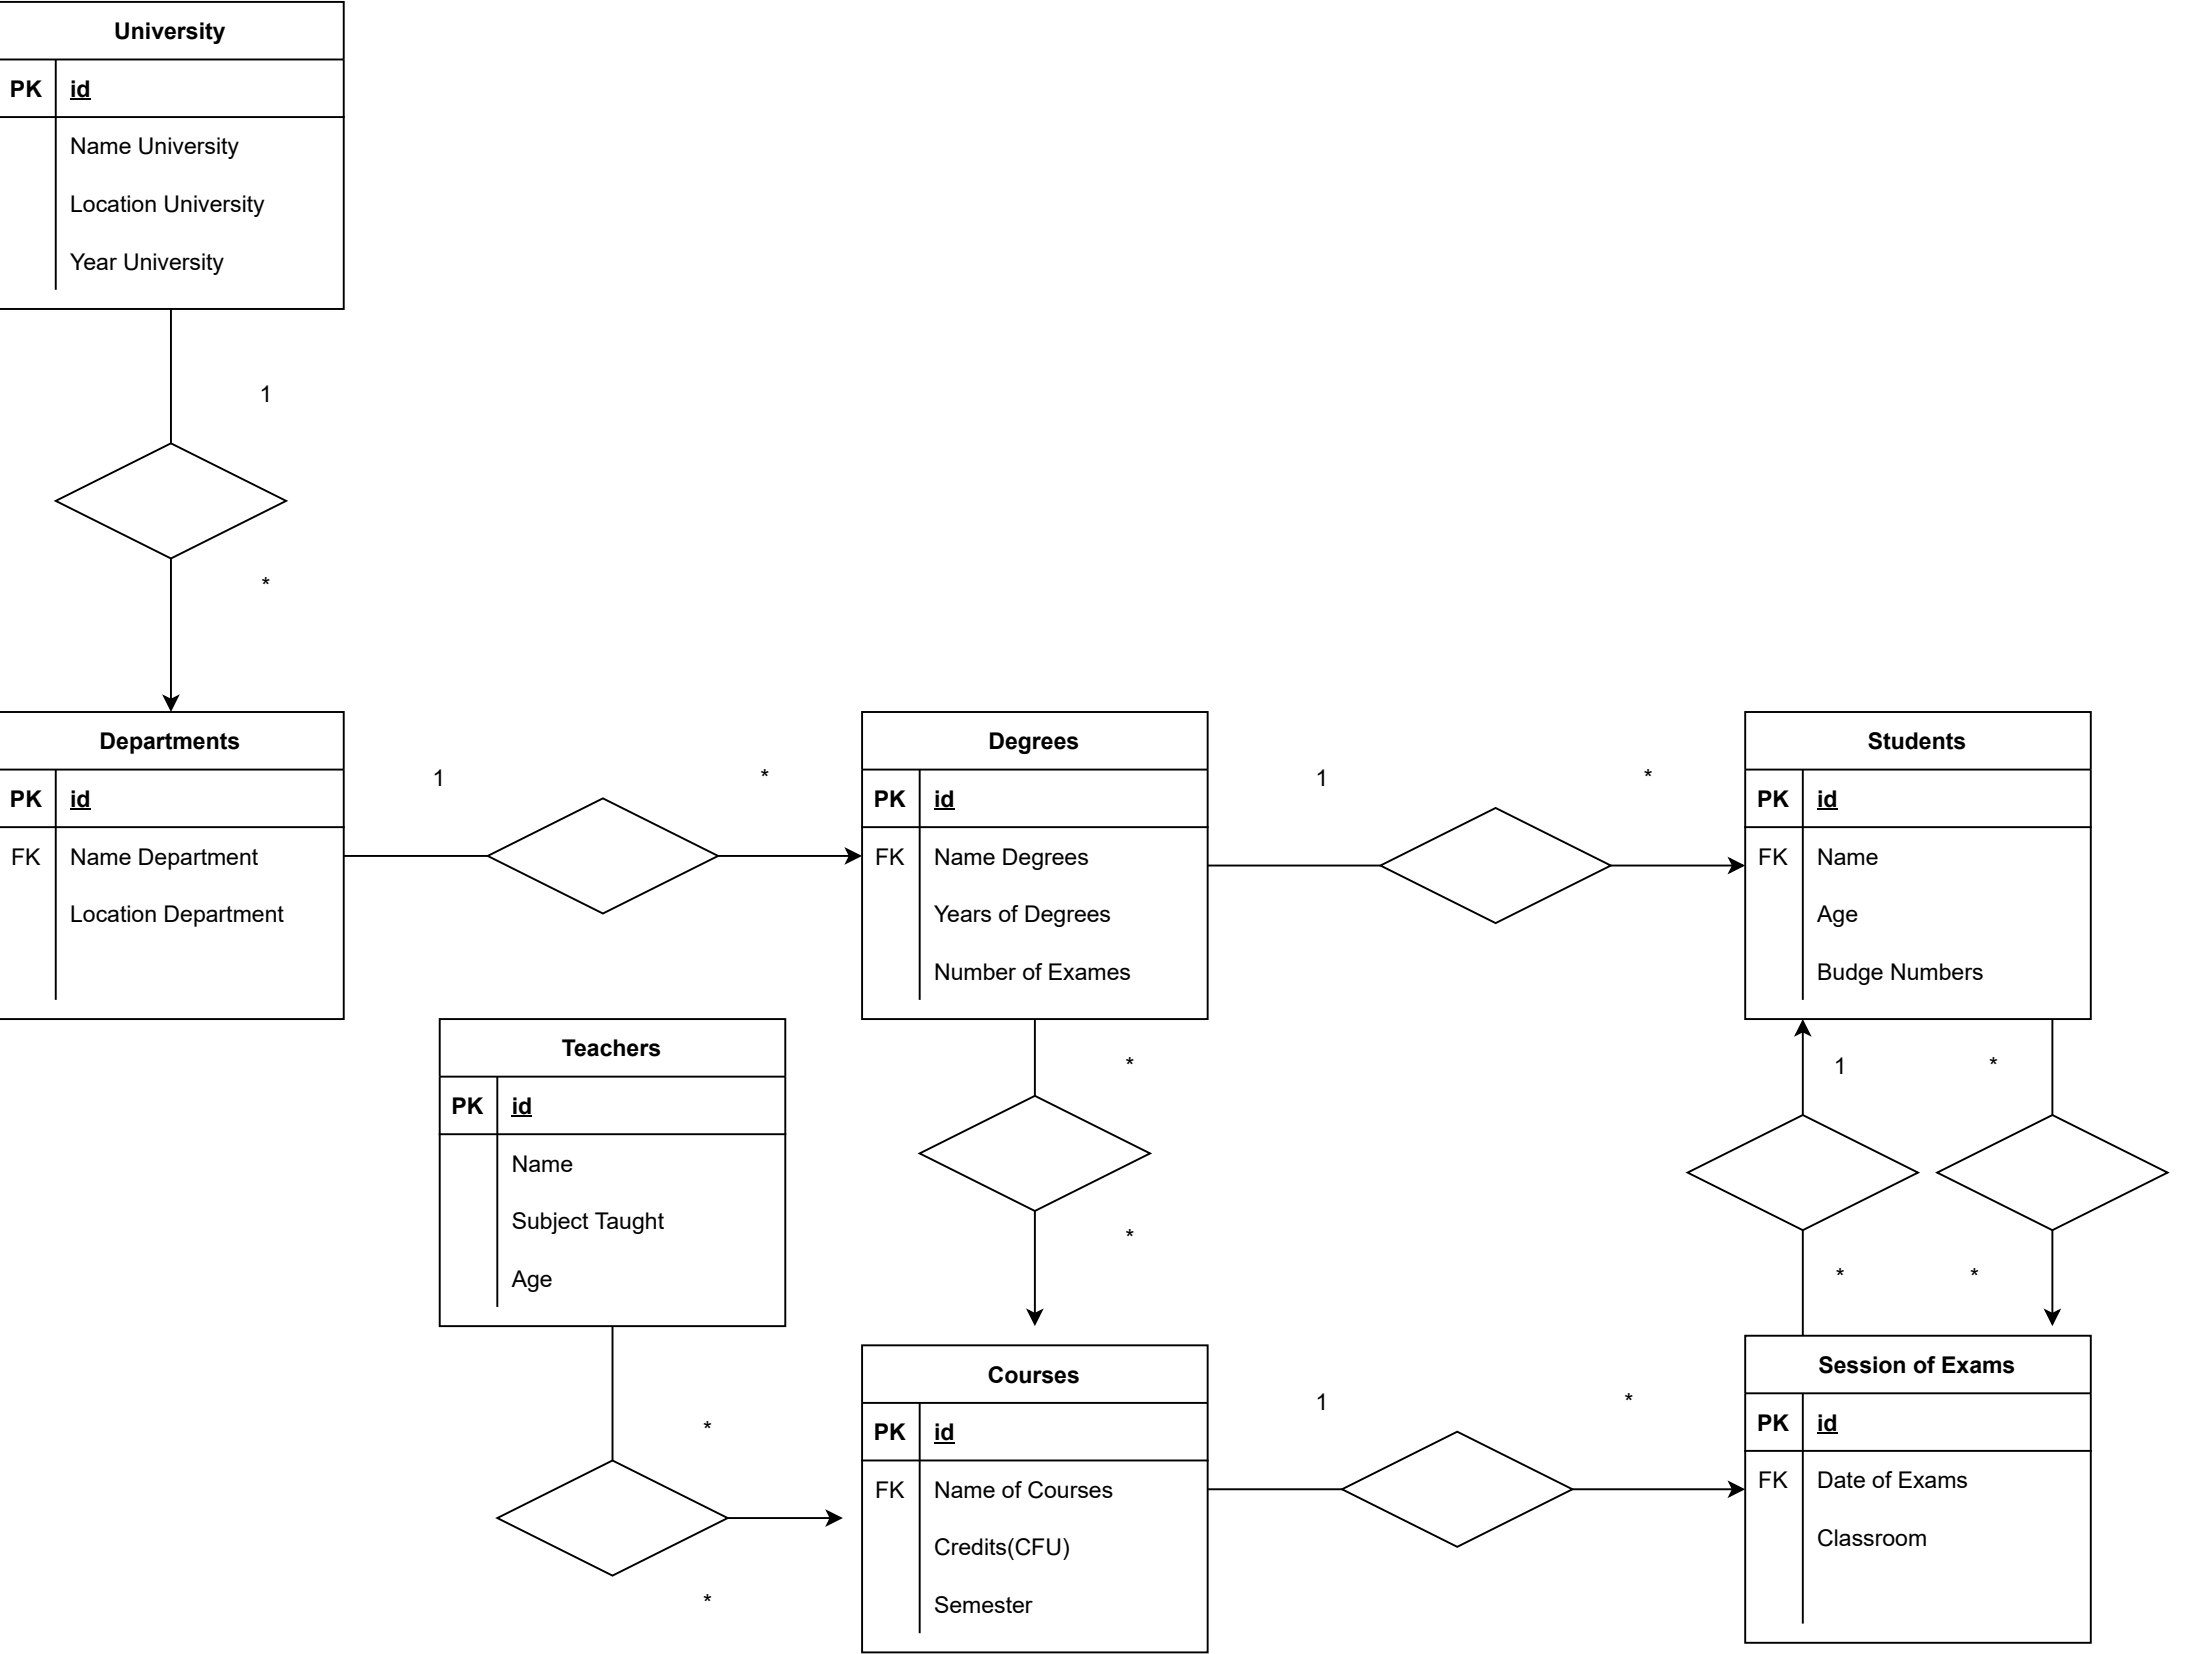 University
PK id
Name University
Location University
Year University
1
*
Departments
PK id
FK Name Department
Location Department
1
*
Degrees
PK id
FK Name Degrees
Years of Degrees
Number of Exames
1
*
Students
PK id
FK Name
Age
Budge Numbers
Teachers
PK id
Name
Subject Taught
Age
*
*
*
*
1
*
*
*
Courses
PK id
FK Name of Courses
Credits(CFU)
Semester
1
*
Session of Exams
PK id
FK Date of Exams
Classroom